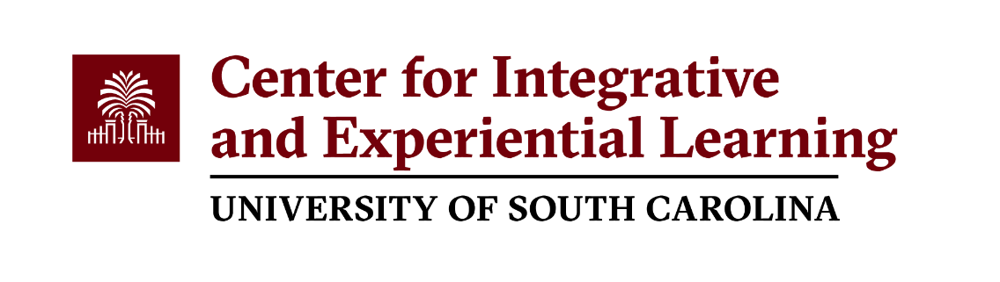 Center for Integrative
and Experiential Learning
UNIVERSITY OF SOUTH CAROLINA